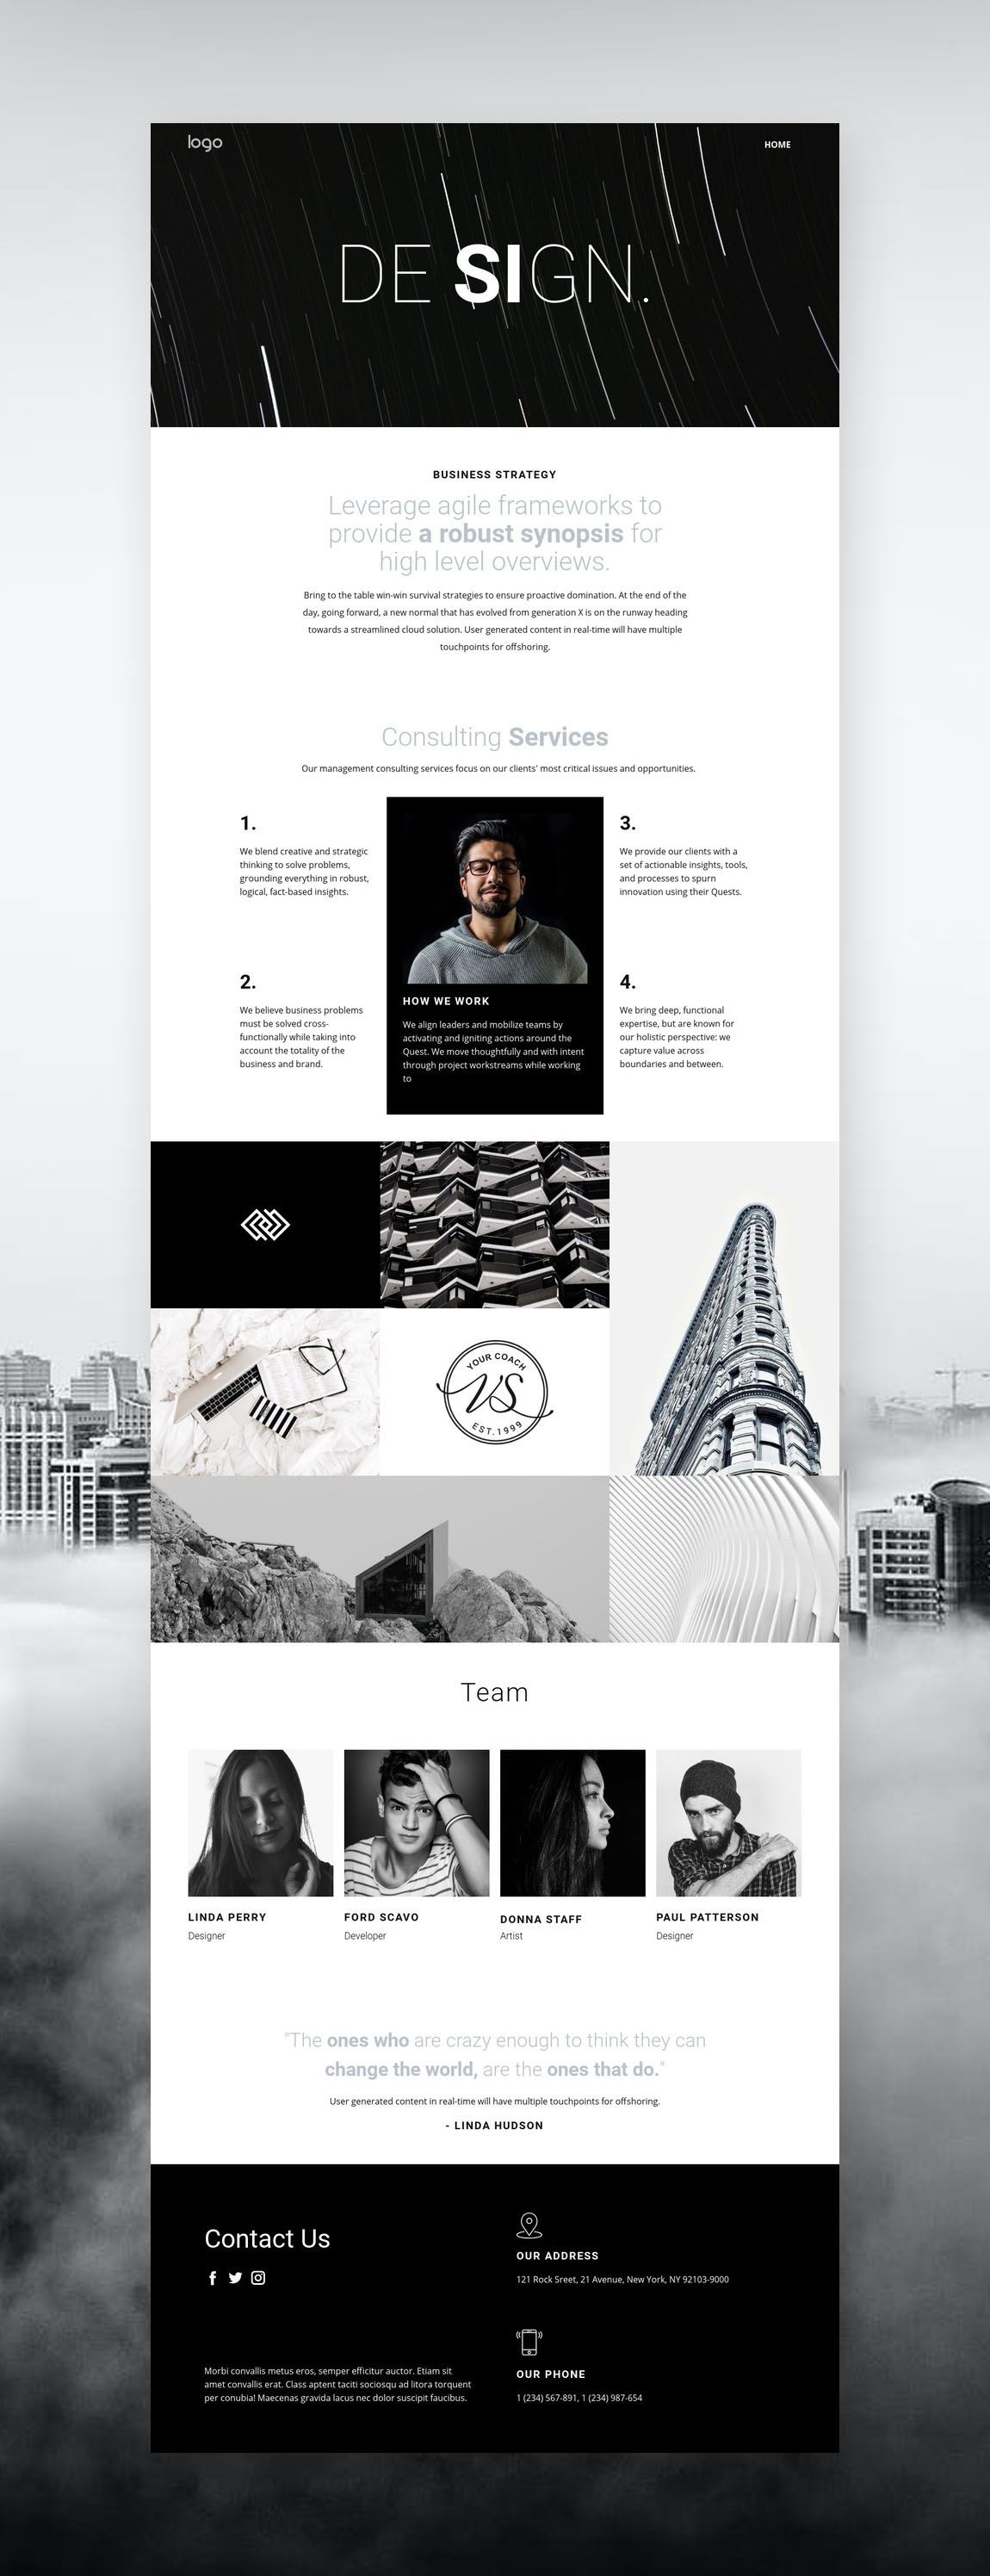 logo
HOME
DE SIGN.
BUSINESS STRATEGY
Leverage agile frameworks to
provide a robust synopsis for
high level overviews.
Bring to the table win-win survival strategies to ensure proactive domination. At the end of the
day, going forward, a new normal that has evolved from generation X is on the runway heading
towards a streamlined cloud solution. User generated content in real-time will have multiple
touchpoints for offshoring.
Consulting Services
Our management consulting services focus on our clients' most critical issues and opportunities.
1.
We blend creative and strategic
thinking to solve problems,
grounding everything in robust,
logical, fact-based insights.
2.
We believe business problems
must be solved cross-
functionally while taking into
account the totality of the
business and brand.
HOW WE WORK
We align leaders and mobilize teams by
activating and igniting actions around the
Quest. We move thoughtfully and with intent
through project workstreams while working
to
3.
We provide our clients with a
set of actionable insights, tools,
and processes to spurn
innovation using their Quests.
4.
We bring deep, functional
expertise, but are known for
our holistic perspective: we
capture value across
boundaries and between.
YOUR COACH
VS
EST.1999
Team
LINDA PERRY
Designer
FORD SCAVO
Developer
DONNA STAFF
Artist
PAUL PATTERSON
Designer
"The ones who are crazy enough to think they can
change the world, are the ones that do."
User generated content in real-time will have multiple touchpoints for offshoring.
- LINDA HUDSON
Contact Us
Morbi convallis metus eros, semper efficitur auctor. Etiam sit
amet convallis erat. Class aptent taciti sociosqu ad litora torquent
per conubia! Maecenas gravida lacus nec dolor suscipit faucibus.
OUR ADDRESS
121 Rock Sreet, 21 Avenue, New York, NY 92103-9000
OUR PHONE
1 (234) 567-891, 1 (234) 987-654